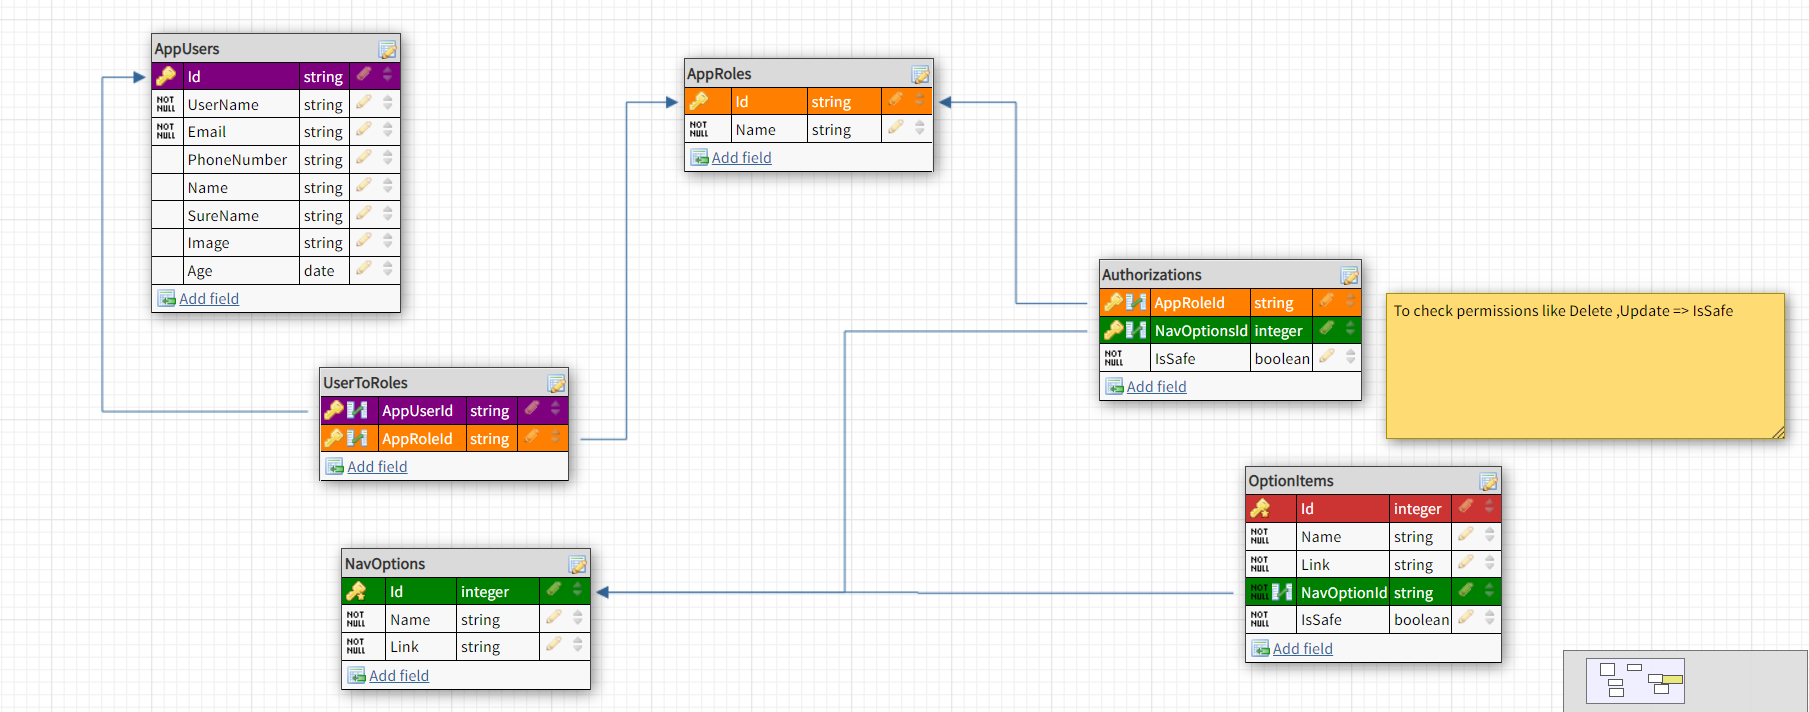 AppUsers
Id string
NOT NULL UserName string
NOT NULL Email string
PhoneNumber string
Name string
SureName string
Image string
Age date
Add field
AppRoles
Id string
NOT NULL Name string
Add field
Authorizations
AppRoleId string
NavOptionsId integer
NOT NULL IsSafe boolean
Add field
To check permissions like Delete ,Update => IsSafe
UserToRoles
AppUserId string
AppRoleId string
Add field
OptionItems
Id integer
NOT NULL Name string
NOT NULL Link string
NOT NULL NavOptionId string
NOT NULL IsSafe boolean
Add field
NavOptions
Id integer
NOT NULL Name string
NOT NULL Link string
Add field